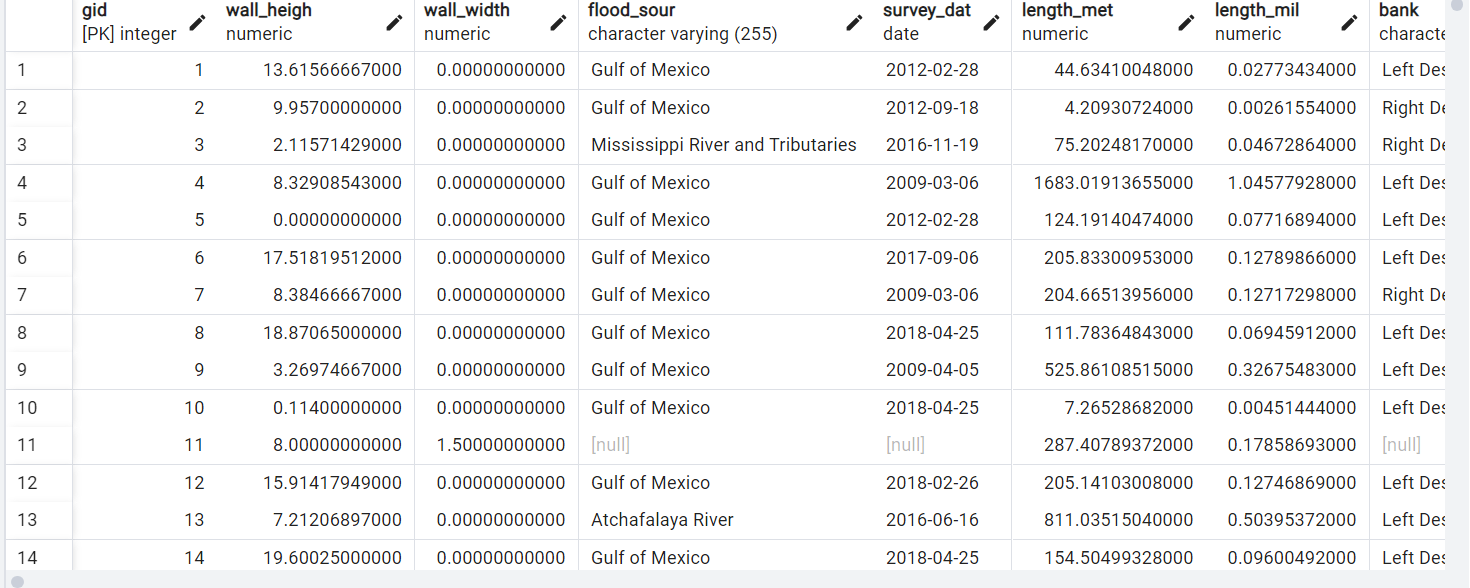 gid wall_heigh wall_width flood_sour survey_dat length_met length_mil bank
[PK] integer numeric numeric character varying (255) date numeric numeric characte
1 1 13.61566667000 0.00000000000 Gulf of Mexico 2012-02-28 44.63410048000 0.02773434000 Left Des
2 2 9.95700000000 0.00000000000 Gulf of Mexico 2012-09-18 4.20930724000 0.00261554000 Right De
3 3 2.11571429000 0.00000000000 Mississippi River and Tributaries 2016-11-19 75.20248170000 0.04672864000 Right De
4 4 8.32908543000 0.00000000000 Gulf of Mexico 2009-03-06 1683.01913655000 1.04577928000 Left Des
5 5 0.00000000000 0.00000000000 Gulf of Mexico 2012-02-28 124.19140474000 0.07716894000 Left Des
6 6 17.51819512000 0.00000000000 Gulf of Mexico 2017-09-06 205.83300953000 0.12789866000 Left Des
7 7 8.38466667000 0.00000000000 Gulf of Mexico 2009-03-06 204.66513956000 0.12717298000 Right De
8 8 18.87065000000 0.00000000000 Gulf of Mexico 2018-04-25 111.78364843000 0.06945912000 Left Des
9 9 3.26974667000 0.00000000000 Gulf of Mexico 2009-04-05 525.86108515000 0.32675483000 Left Des
10 10 0.11400000000 0.00000000000 Gulf of Mexico 2018-04-25 7.26528682000 0.00451444000 Left Des
11 11 8.00000000000 1.50000000000 [null] [null] 287.40789372000 0.17858693000 [null]
12 12 15.91417949000 0.00000000000 Gulf of Mexico 2018-02-26 205.14103008000 0.12746869000 Left Des
13 13 7.21206897000 0.00000000000 Atchafalaya River 2016-06-16 811.03515040000 0.50395372000 Left Des
14 14 19.60025000000 0.00000000000 Gulf of Mexico 2018-04-25 154.50499328000 0.09600492000 Left Des